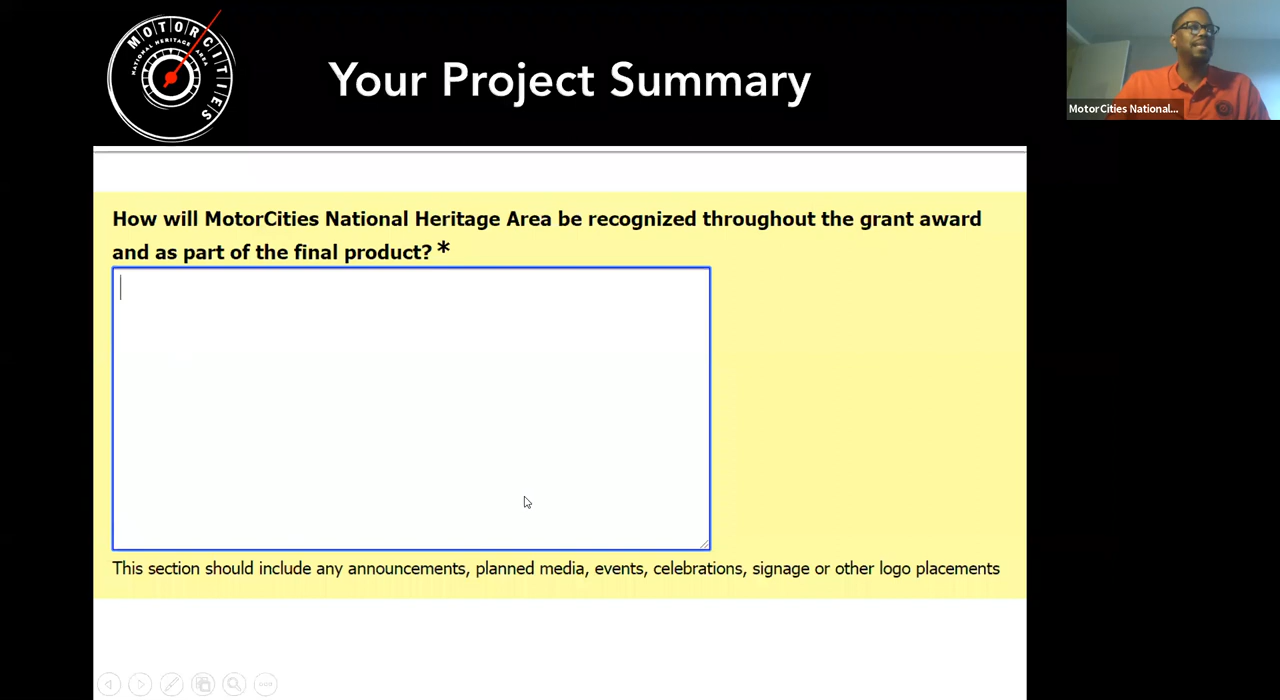 MOTORCITIES
NATIONAL HERITAGE AREA
Your Project Summary
MotorCities National...
How will MotorCities National Heritage Area be recognized throughout the grant award
and as part of the final product? *
This section should include any announcements, planned media, events, celebrations, signage or other logo placements